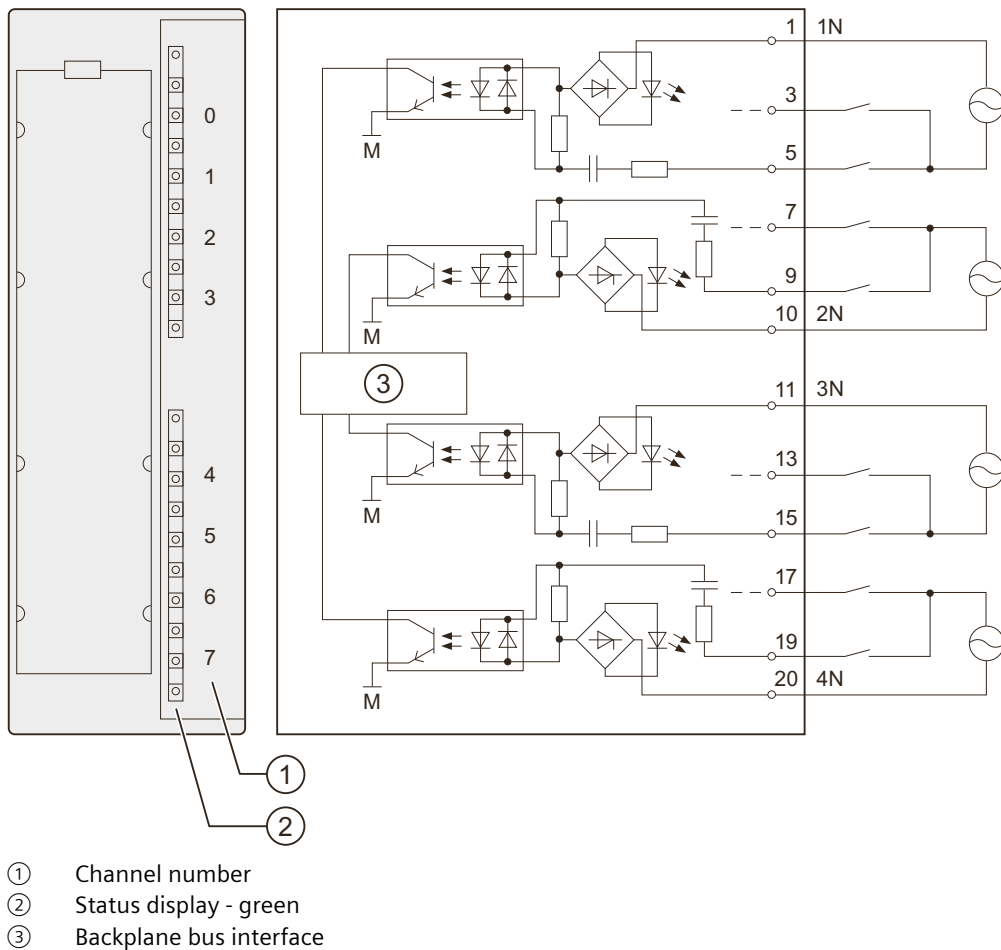 0
1
2
3
4
5
6
7
1 1N
3
5
M
7
9
10 2N
M
③
11 3N
13
15
M
17
19
20 4N
M
①
②
① Channel number
② Status display - green
③ Backplane bus interface